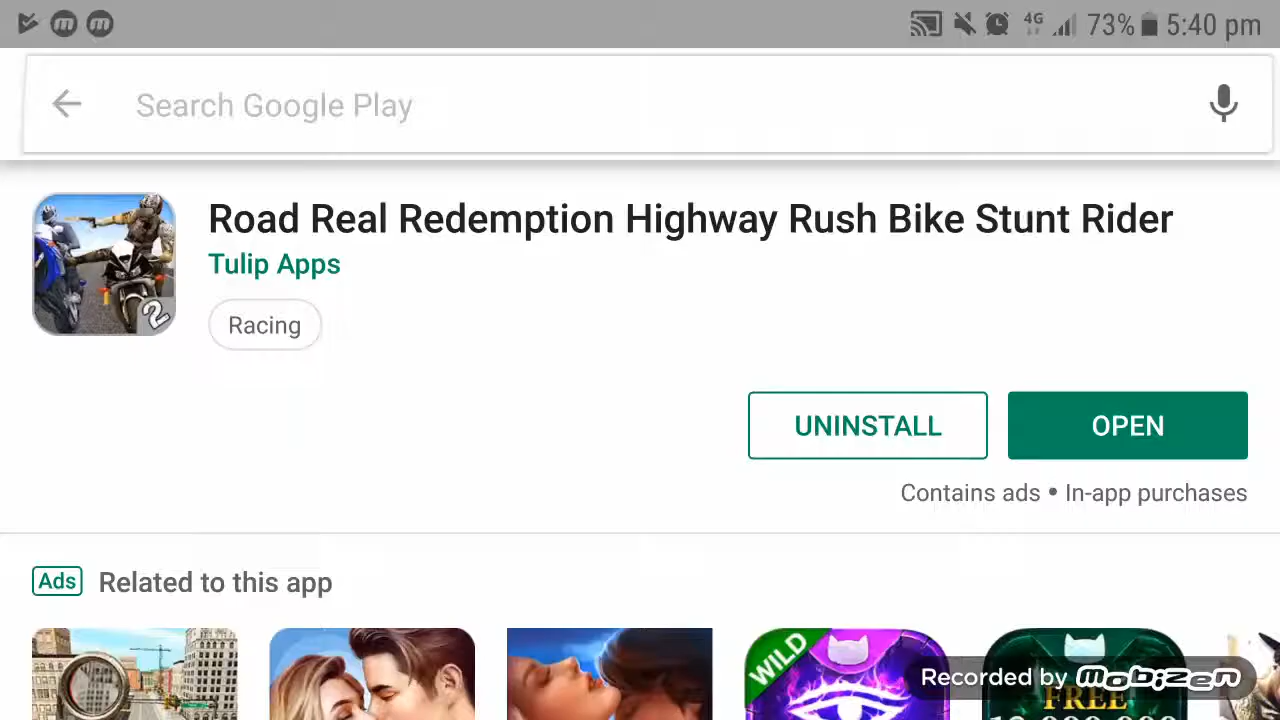 4G 73% 5:40 pm
Search Google Play
Road Real Redemption Highway Rush Bike Stunt Rider
Tulip Apps
2
Racing
UNINSTALL
OPEN
Contains ads • In-app purchases
Ads Related to this app
WILD
Recorded by mobizen
FREE